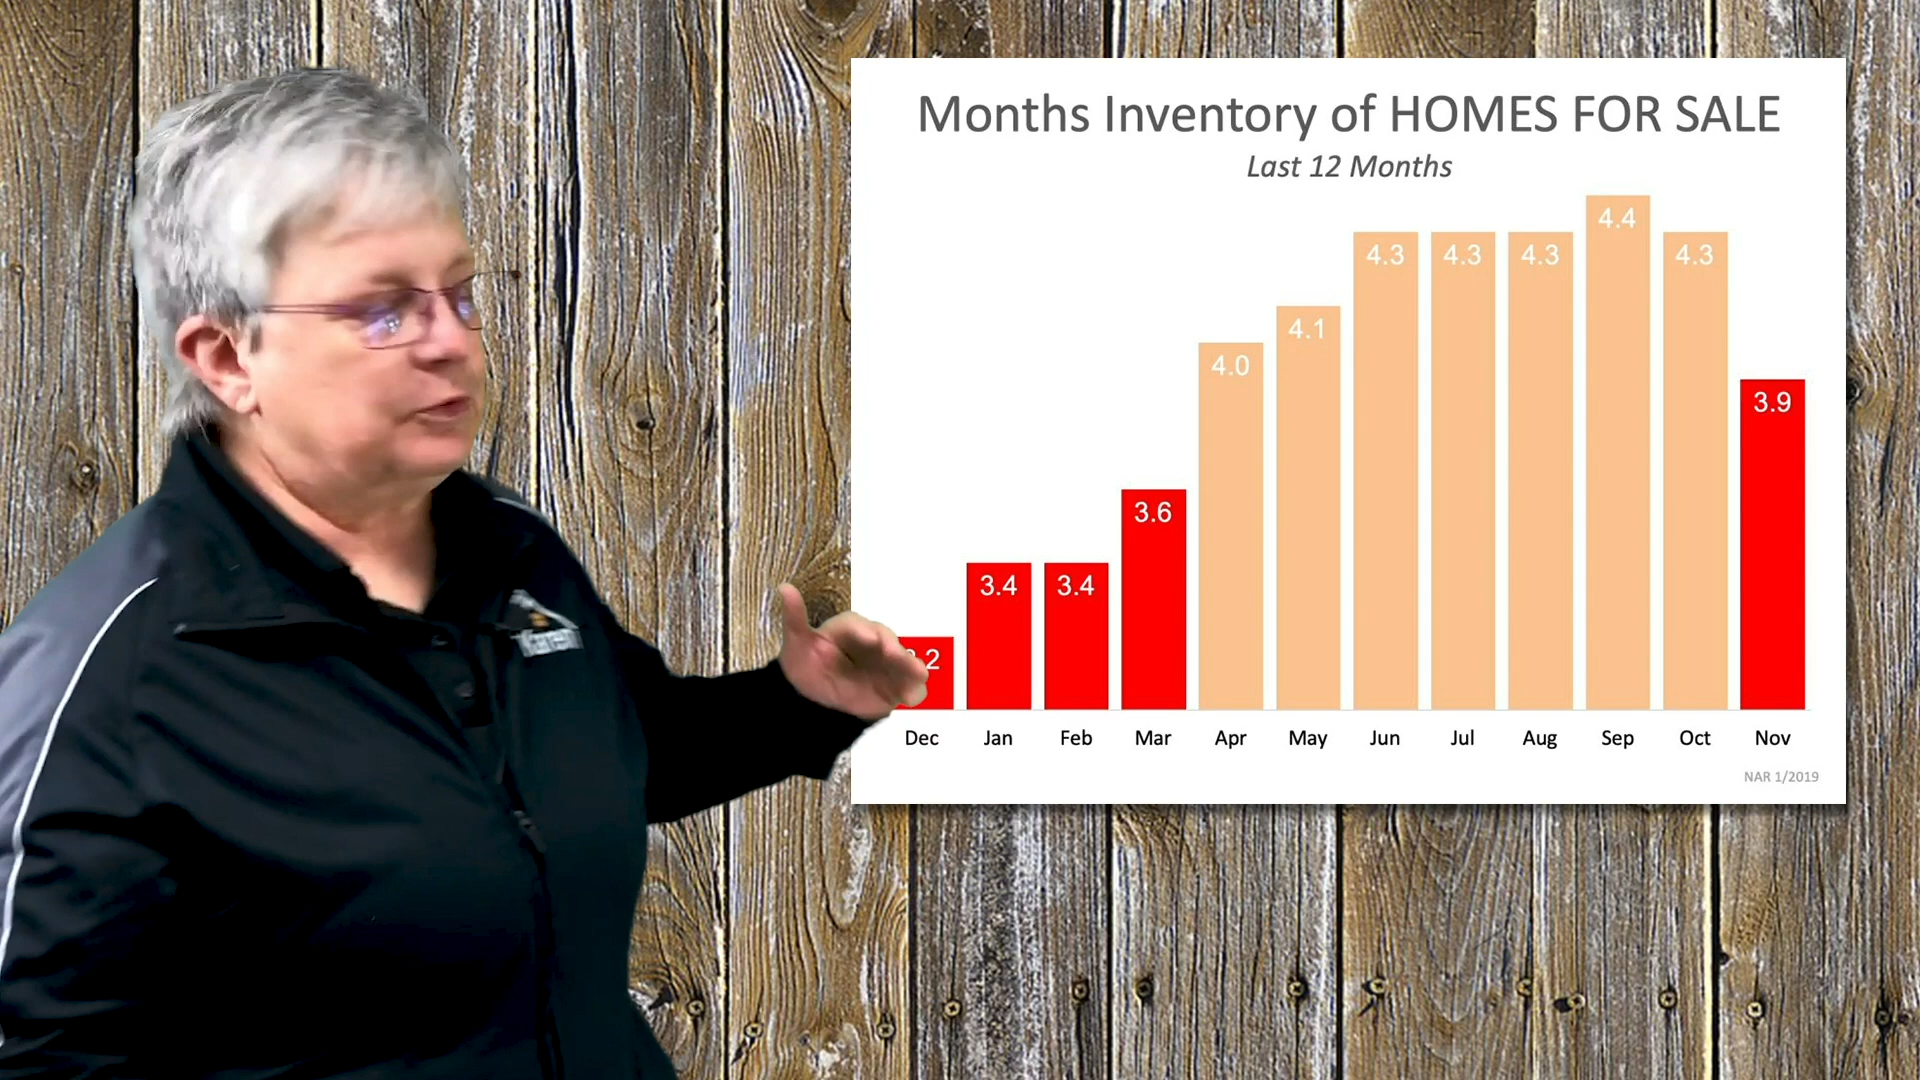 Months Inventory of HOMES FOR SALE
Last 12 Months
4.4
4.3 4.3 4.3 4.3
4.1
4.0
3.9
3.6
3.4 3.4
2
Dec Jan Feb Mar Apr May Jun Jul Aug Sep Oct Nov
NAR 1/2019